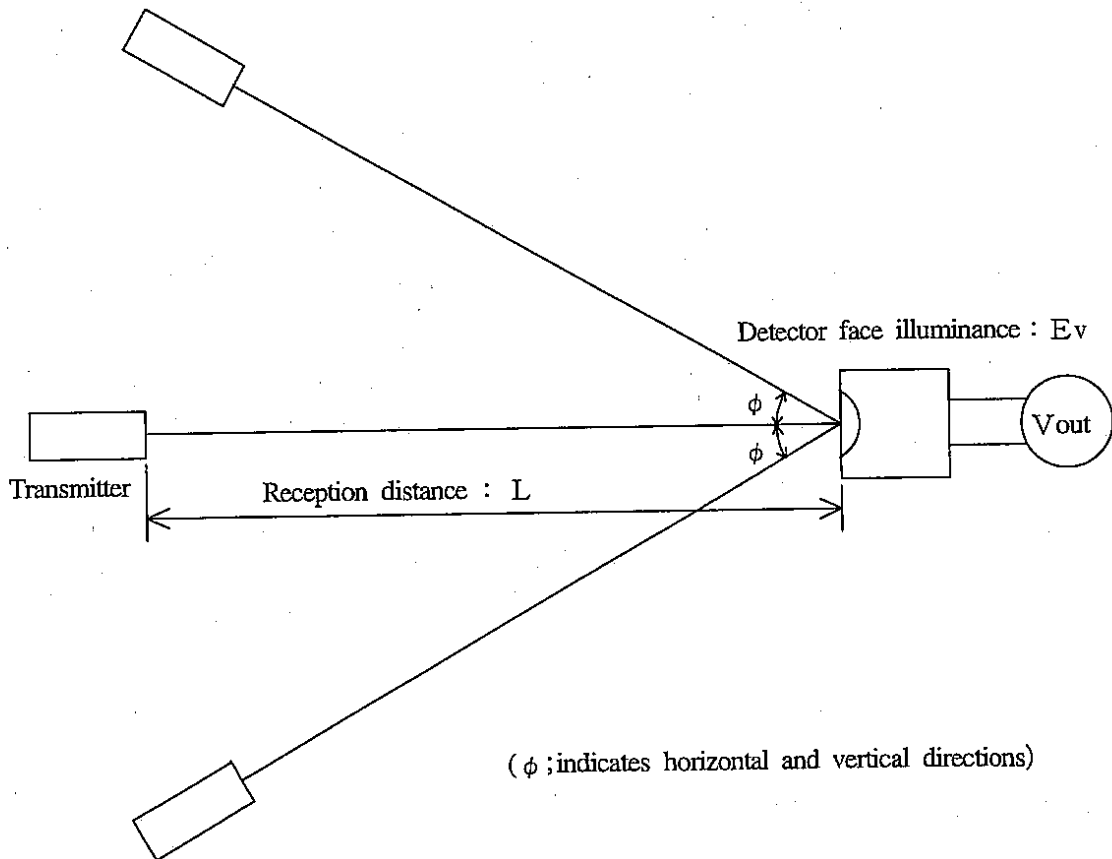 Detector face illuminance : Ev
φ
φ
Vout
Transmitter
Reception distance : L
( φ ;indicates horizontal and vertical directions)